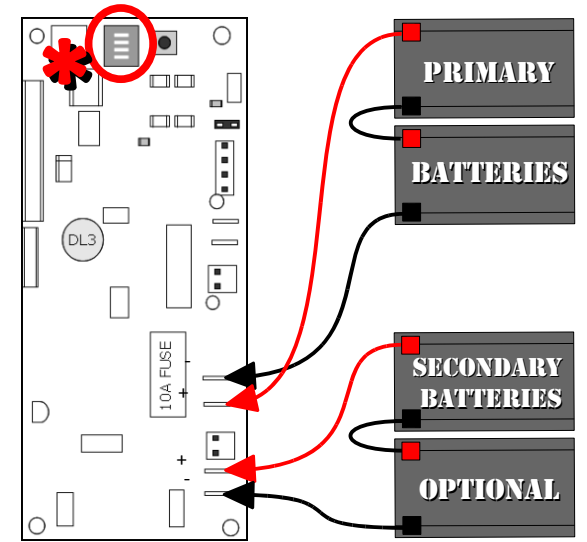 PRIMARY
BATTERIES
DL3
10A FUSE
-
+
SECONDARY
BATTERIES
+
-
OPTIONAL